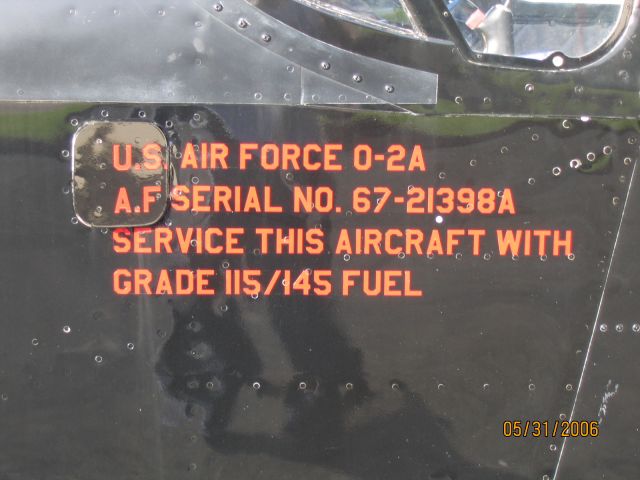 U.S. AIR FORCE O-2A
A.F SERIAL NO. 67-21398A
SERVICE THIS AIRCRAFT WITH
GRADE 115/145 FUEL
05/31/2006